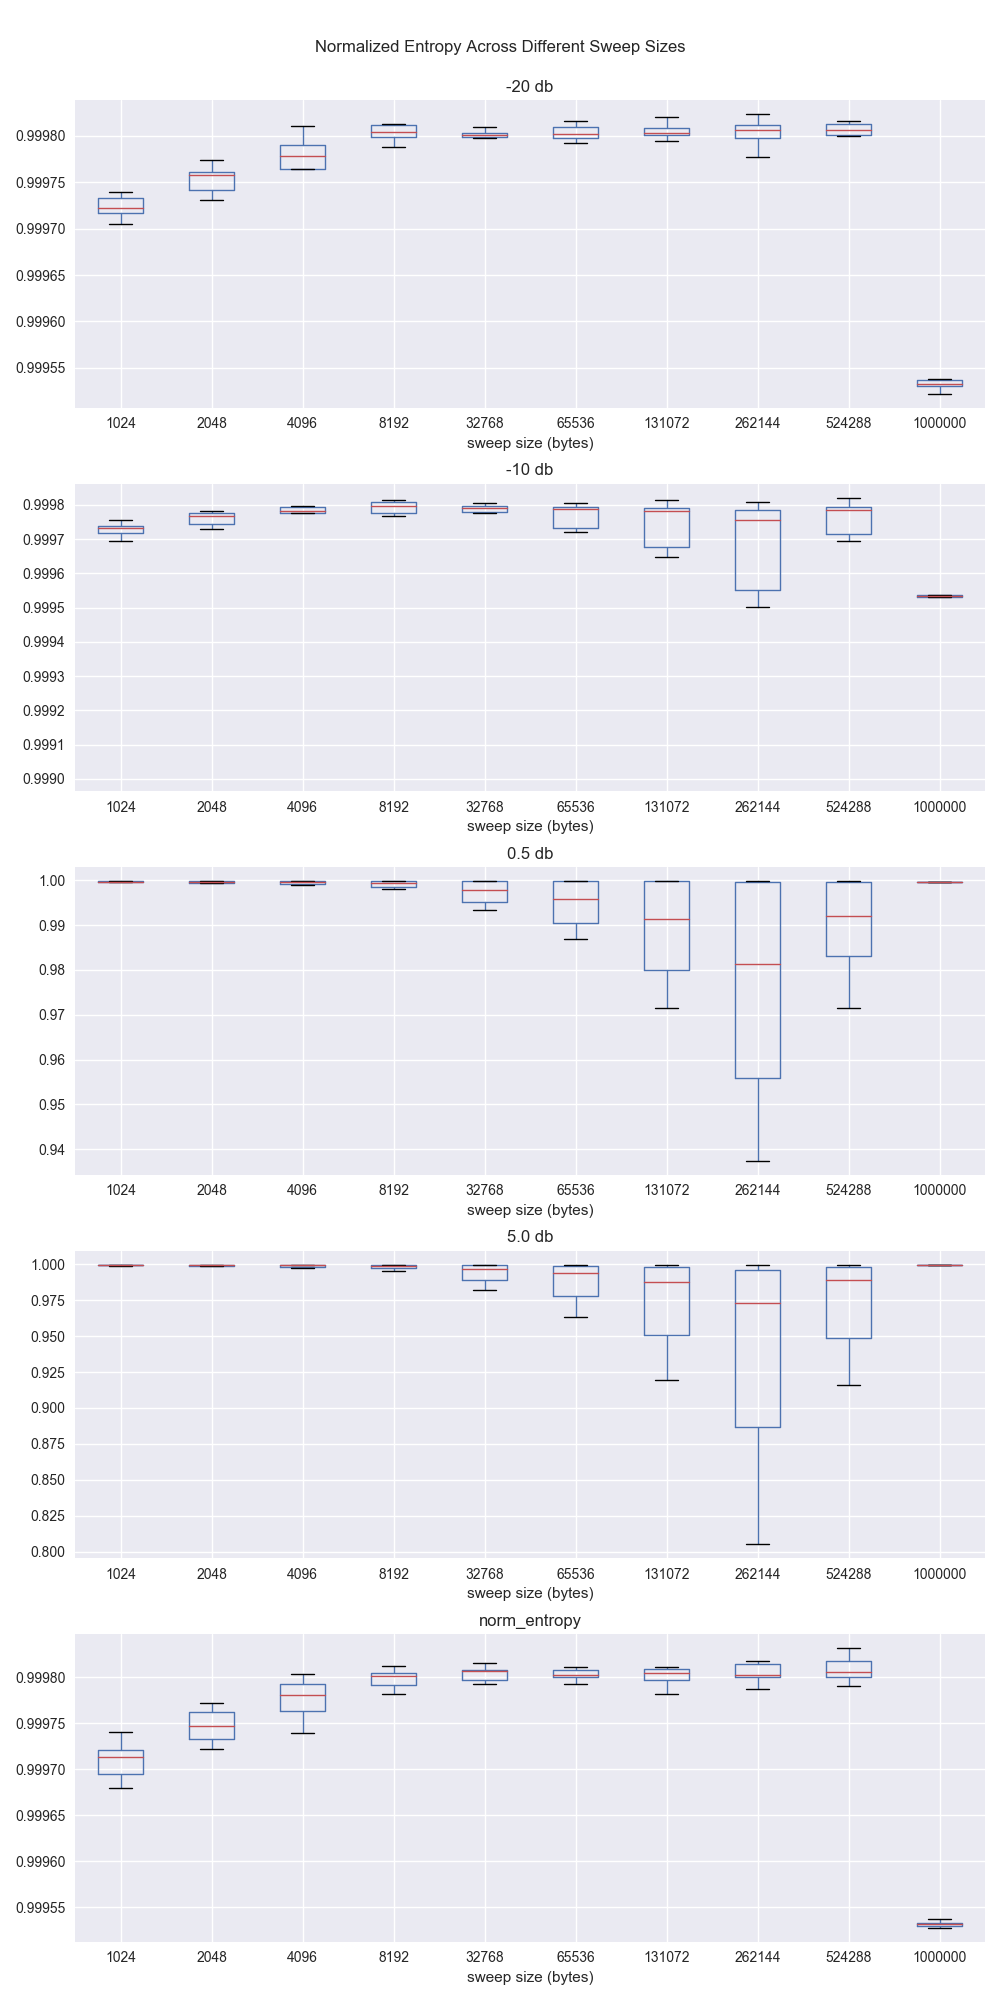 Normalized Entropy Across Different Sweep Sizes
-20 db
0.99980
0.99975
0.99970
0.99965
0.99960
0.99955
1024 2048 4096 8192 32768 65536 131072 262144 524288 1000000
sweep size (bytes)
-10 db
0.9998
0.9997
0.9996
0.9995
0.9994
0.9993
0.9992
0.9991
0.9990
1024 2048 4096 8192 32768 65536 131072 262144 524288 1000000
sweep size (bytes)
0.5 db
1.00
0.99
0.98
0.97
0.96
0.95
0.94
1024 2048 4096 8192 32768 65536 131072 262144 524288 1000000
sweep size (bytes)
5.0 db
1.000
0.975
0.950
0.925
0.900
0.875
0.850
0.825
0.800
1024 2048 4096 8192 32768 65536 131072 262144 524288 1000000
sweep size (bytes)
norm_entropy
0.99980
0.99975
0.99970
0.99965
0.99960
0.99955
1024 2048 4096 8192 32768 65536 131072 262144 524288 1000000
sweep size (bytes)